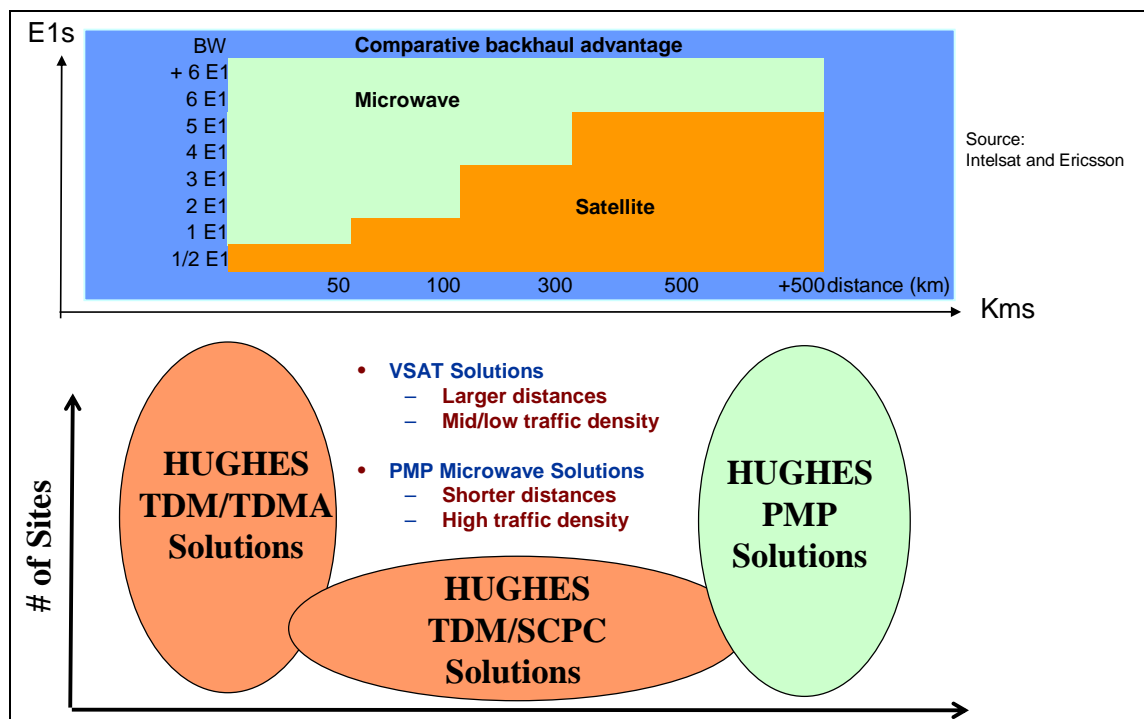 E1s
BW
Comparative backhaul advantage
+ 6 E1
6 E1
Microwave
5 E1
4 E1
3 E1
2 E1
Satellite
1 E1
1/2 E1
50 100 300 500 +500 distance (km)
Kms
Source:
Intelsat and Ericsson
• VSAT Solutions
– Larger distances
– Mid/low traffic density
• PMP Microwave Solutions
– Shorter distances
– High traffic density
# of Sites
HUGHES
TDM/TDMA
Solutions
HUGHES
TDM/SCPC
Solutions
HUGHES
PMP
Solutions